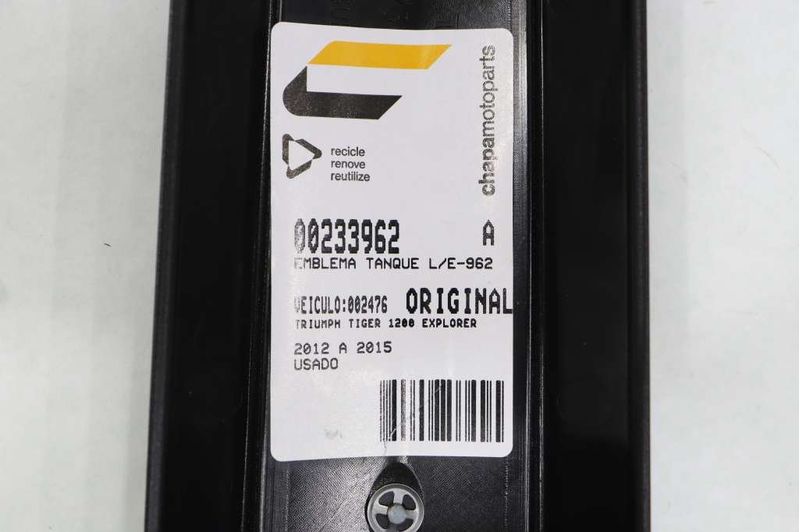 chapamotoparts
recicle
renove
reutilize
00233962 A
EMBLEMA TANQUE L/E-962
VEICULO:002476 ORIGINAL
TRIUMPH TIGER 1200 EXPLORER
2012 A 2015
USADO